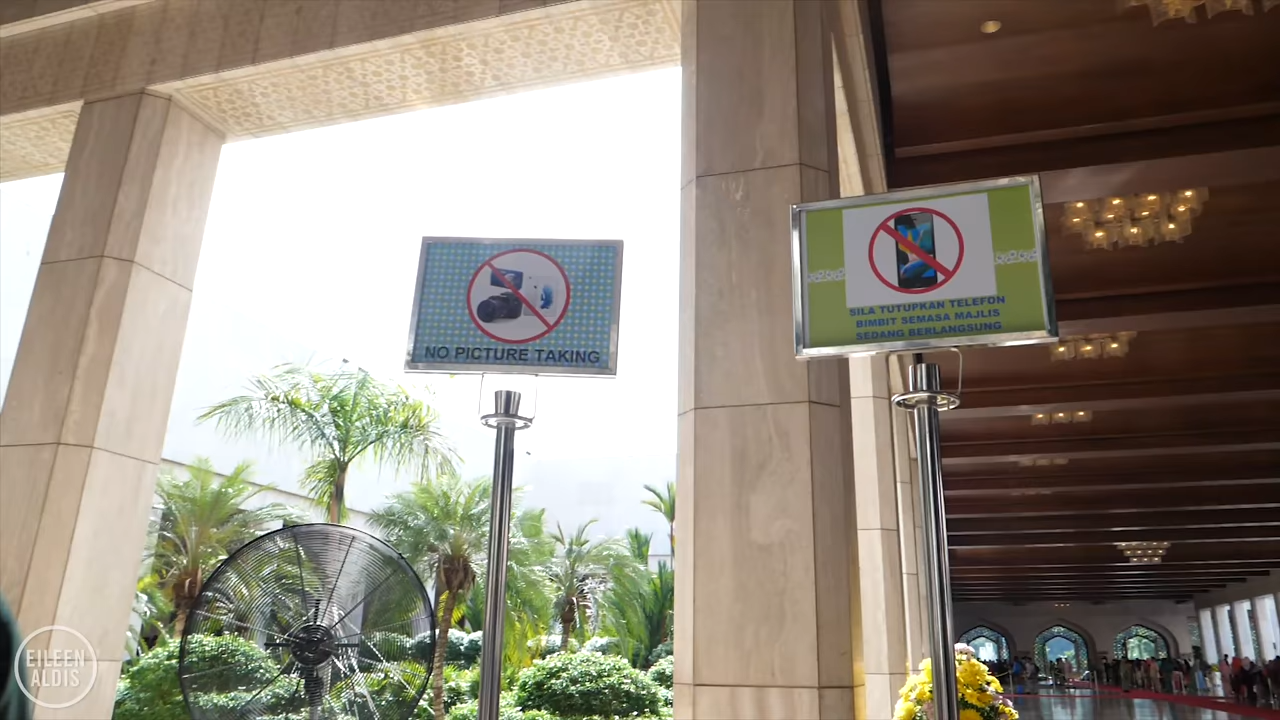 NO PICTURE TAKING
SILA TUTUPKAN TELEFON
BIMBIT SEMASA MAJLIS
SEDANG BERLANGSUNG
EILEEN
ALDIS